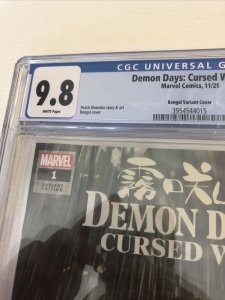 CGC UNIVERSAL G
Demon Days: Cursed W
Marvel Comics, 11/21
9.8
WHITE Pages
Peach Momoko story & art
Bengal cover
Bengal Variant Cover
3954544015
MARVEL
1
VARIANT EDITION
DEMON D
CURSED W